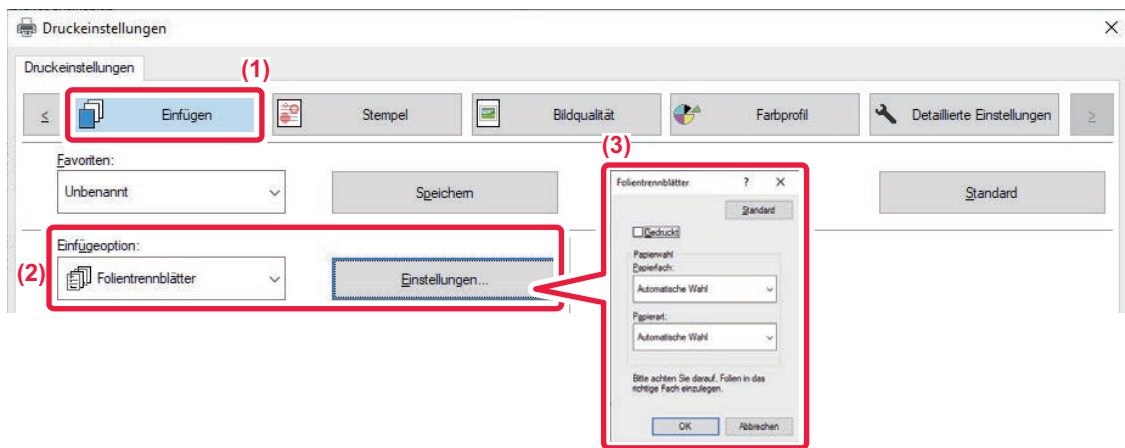 Druckeinstellungen
Druckeinstellungen
(1)
≤ Einfügen Stempel Bildqualität Farbprofil Detaillierte Einstellungen ≥
(3)
Favoriten:
Unbenannt Speichern Standard
(2)
Einfügeoption:
Folientrennblätter Einstellungen...
Folientrennblätter ? X
Standard
Gedruckt
Papierwahl
Papierfach:
Automatische Wahl
Papierart:
Automatische Wahl
Bitte achten Sie darauf, Folien in das
richtige Fach einzulegen.
OK Abbrechen